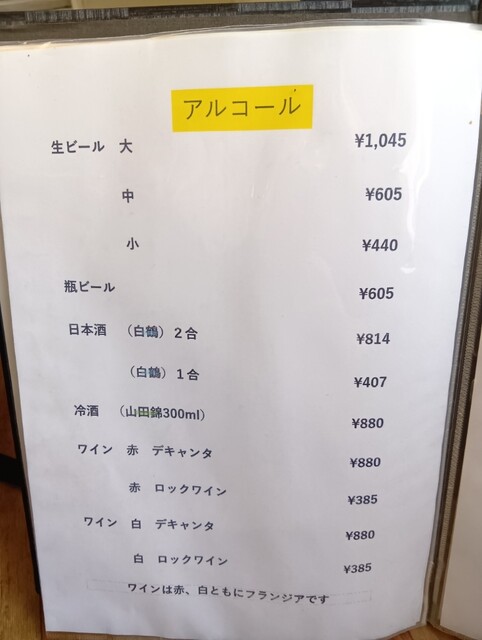 アルコール
生ビール　大　¥1,045
中　¥605
小　¥440
瓶ビール　¥605
日本酒　（白鶴）２合　¥814
（白鶴）１合　¥407
冷酒　（山田錦300ml）　¥880
ワイン　赤　デキャンタ　¥880
赤　ロックワイン　¥385
ワイン　白　デキャンタ　¥880
白　ロックワイン　¥385
ワインは赤、白ともにフランジアです